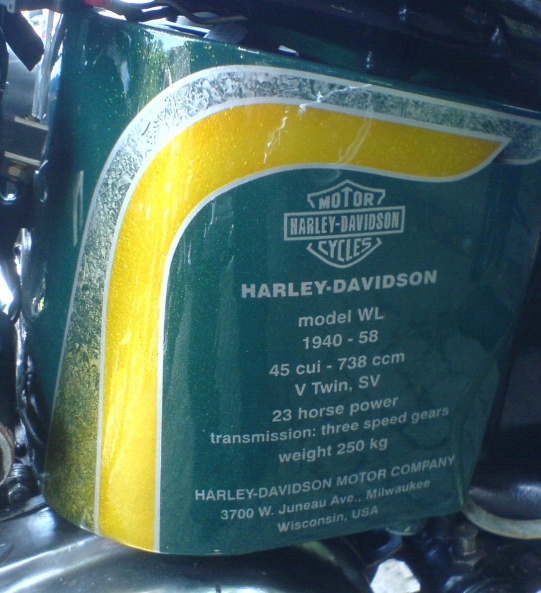 MOTOR
HARLEY-DAVIDSON
CYCLES
HARLEY-DAVIDSON
model WL
1940 - 58
45 cui - 738 ccm
V Twin, SV
23 horse power
transmission: three speed gears
weight 250 kg
HARLEY-DAVIDSON MOTOR COMPANY
3700 W. Juneau Ave., Milwaukee
Wisconsin, USA